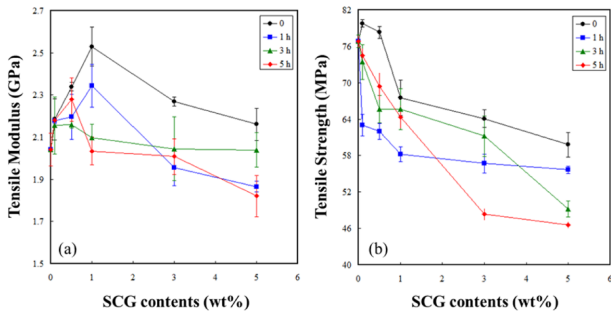 2.7
2.5
2.3
2.1
1.9
1.7
1.5
Tensile Modulus (GPa)
0
1 h
3 h
5 h
(a)
0 1 2 3 4 5 6
SCG contents (wt%)
82
76
70
64
58
52
46
40
Tensile Strength (MPa)
0
1 h
3 h
5 h
(b)
0 1 2 3 4 5 6
SCG contents (wt%)